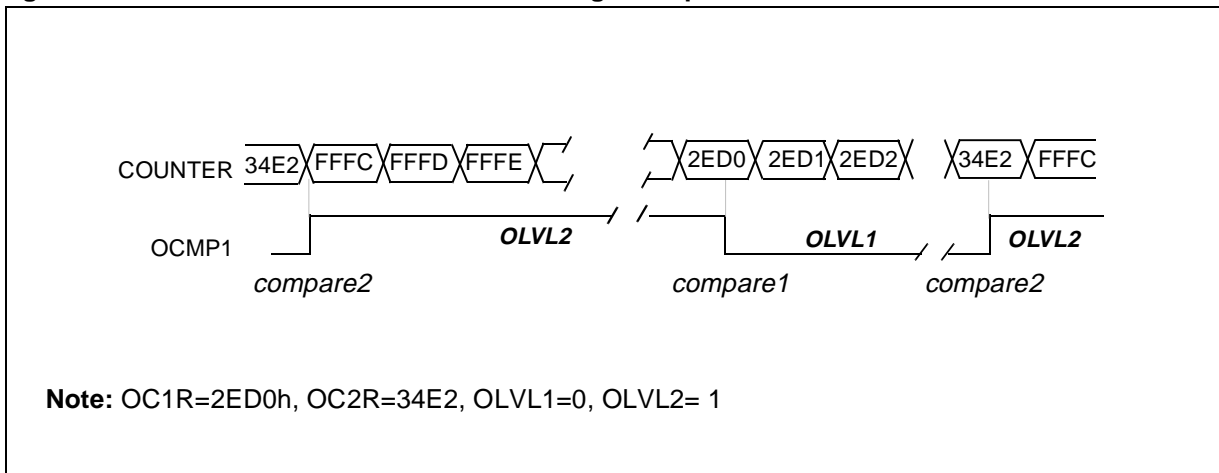 COUNTER 34E2 FFFC FFFD FFFE 2ED0 2ED1 2ED2 34E2 FFFC
OCMP1 OLVL2 OLVL1 OLVL2
compare2 compare1 compare2
Note: OC1R=2ED0h, OC2R=34E2, OLVL1=0, OLVL2= 1